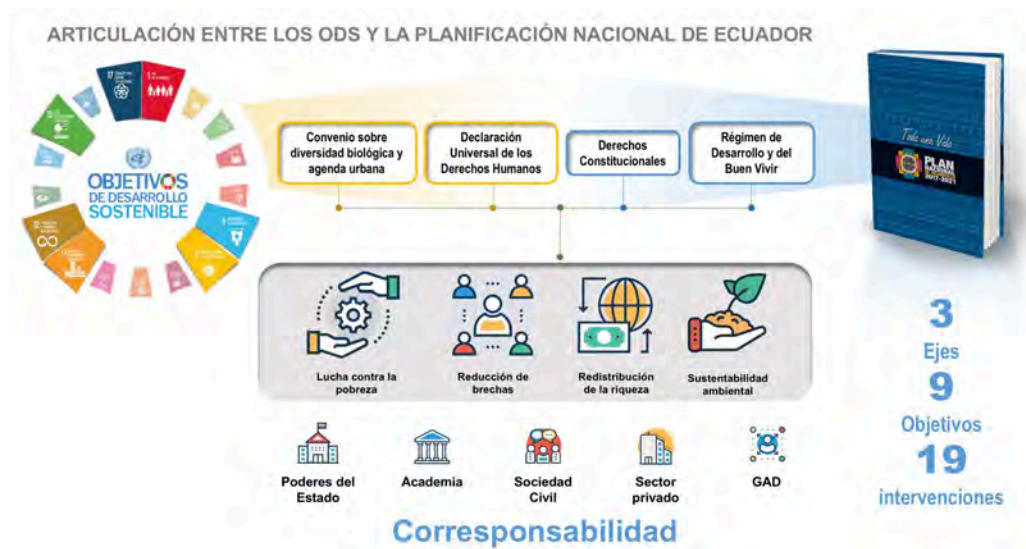 ARTICULACIÓN ENTRE LOS ODS Y LA PLANIFICACIÓN NACIONAL DE ECUADOR
OBJETIVOS
DE DESARROLLO
SOSTENIBLE
Convenio sobre
diversidad biológica y
agenda urbana
Declaración
Universal de los
Derechos Humanos
Derechos
Constitucionales
Régimen de
Desarrollo y del
Buen Vivir
Toda una Vida
PLAN
NACIONAL
2017-2021
Lucha contra la
pobreza
Reducción de
brechas
Redistribución
de la riqueza
Sustentabilidad
ambiental
3
Ejes
9
Objetivos
19
intervenciones
Poderes del
Estado
Academia
Sociedad
Civil
Sector
privado
GAD
Corresponsabilidad